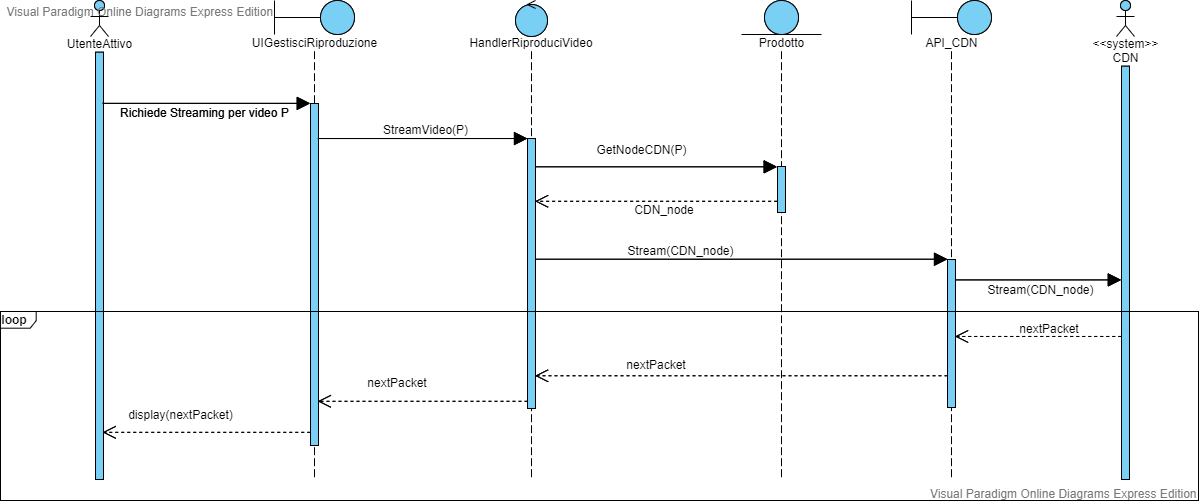 Visual Paradigm Online Diagrams Express Edition
UtenteAttivo
UIGestisciRiproduzione
HandlerRiproduciVideo
Prodotto
API_CDN
<<system>>
CDN
Richiede Streaming per video P
StreamVideo(P)
GetNodeCDN(P)
CDN_node
Stream(CDN_node)
Stream(CDN_node)
loop
nextPacket
nextPacket
nextPacket
display(nextPacket)
Visual Paradigm Online Diagrams Express Edition